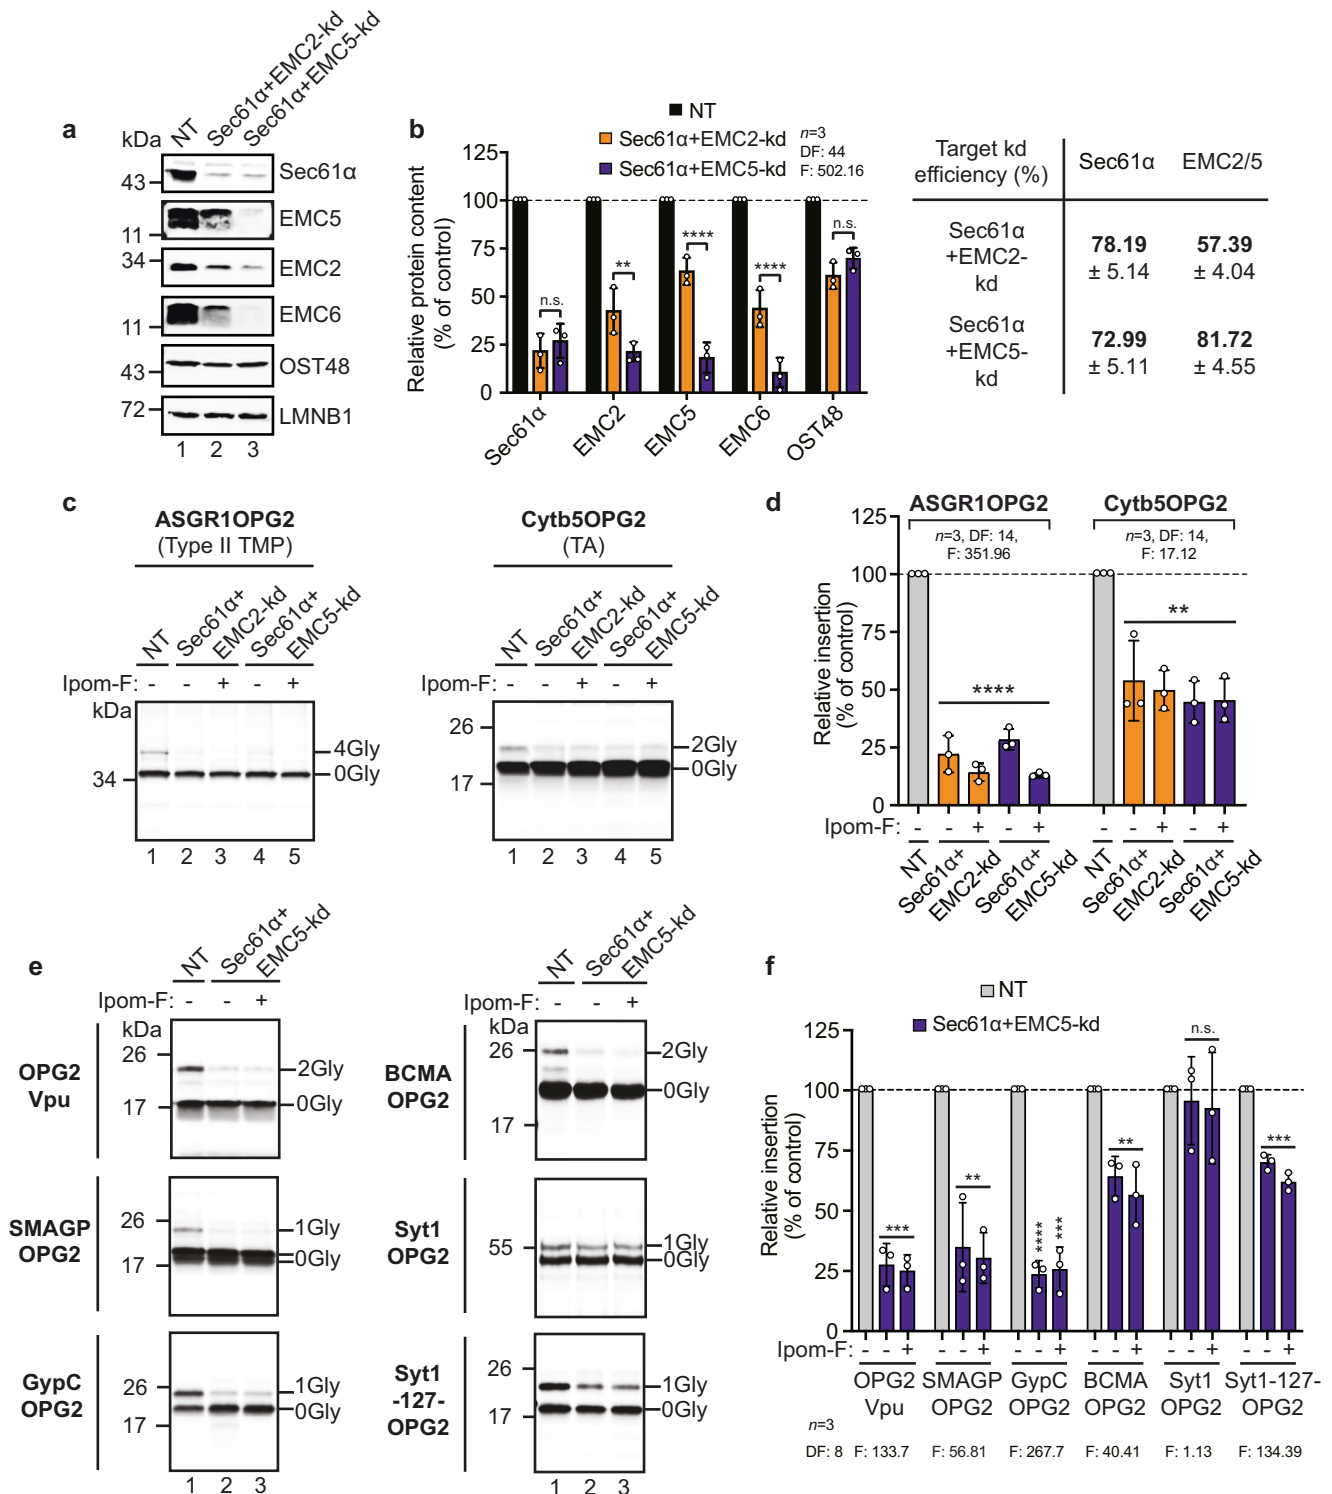 a
kDa
NT
Sec61α+EMC2-kd
Sec61α+EMC5-kd
43
Sec61α
11
EMC5
34
EMC2
11
EMC6
43
OST48
72
LMNB1
1 2 3
b
NT
Sec61α+EMC2-kd
Sec61α+EMC5-kd
n=3
DF: 44
F: 502.16
Relative protein content
(% of control)
125
100
75
50
25
0
n.s.
**
****
****
n.s.
Sec61α
EMC2
EMC5
EMC6
OST48
Target kd
efficiency (%)
Sec61α
EMC2/5
Sec61α
+EMC2-
kd
78.19
± 5.14
57.39
± 4.04
Sec61α
+EMC5-
kd
72.99
± 5.11
81.72
± 4.55
c
ASGR1OPG2
(Type II TMP)
NT
Sec61α+
EMC2-kd
Sec61α+
EMC5-kd
Ipom-F: - - + - +
kDa
34
4Gly
0Gly
1 2 3 4 5
Cytb5OPG2
(TA)
NT
Sec61α+
EMC2-kd
Sec61α+
EMC5-kd
Ipom-F: - - + - +
26
17
2Gly
0Gly
1 2 3 4 5
d
Relative insertion
(% of control)
125
100
75
50
25
0
ASGR1OPG2
n=3, DF: 14,
F: 351.96
****
Cytb5OPG2
n=3, DF: 14,
F: 17.12
**
Ipom-F: - - + - + - - + - +
NT
Sec61α+
EMC2-kd
Sec61α+
EMC5-kd
NT
Sec61α+
EMC2-kd
Sec61α+
EMC5-kd
e
NT
Sec61α+
EMC5-kd
Ipom-F: - - +
kDa
OPG2
Vpu
26
17
2Gly
0Gly
SMAGP
OPG2
26
17
1Gly
0Gly
GypC
OPG2
26
17
1Gly
0Gly
1 2 3
NT
Sec61α+
EMC5-kd
Ipom-F: - - +
kDa
BCMA
OPG2
26
17
2Gly
0Gly
Syt1
OPG2
55
1Gly
0Gly
Syt1
-127-
OPG2
26
17
1Gly
0Gly
1 2 3
f
NT
Sec61α+EMC5-kd
Relative insertion
(% of control)
125
100
75
50
25
0
***
**
****
***
**
n.s.
***
Ipom-F: - - + - - + - - + - - + - - + - - +
OPG2
Vpu
SMAGP
OPG2
GypC
OPG2
BCMA
OPG2
Syt1
OPG2
Syt1-127-
OPG2
n=3
DF: 8 F: 133.7 F: 56.81 F: 267.7 F: 40.41 F: 1.13 F: 134.39